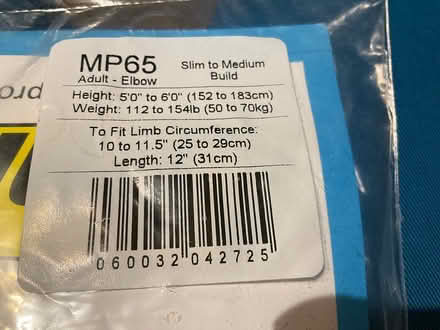 MP65
Adult - Elbow
Slim to Medium
Build
Height: 5'0" to 6'0" (152 to 183cm)
Weight: 112 to 154lb (50 to 70kg)
To Fit Limb Circumference:
10 to 11.5" (25 to 29cm)
Length: 12" (31cm)
060032 042725